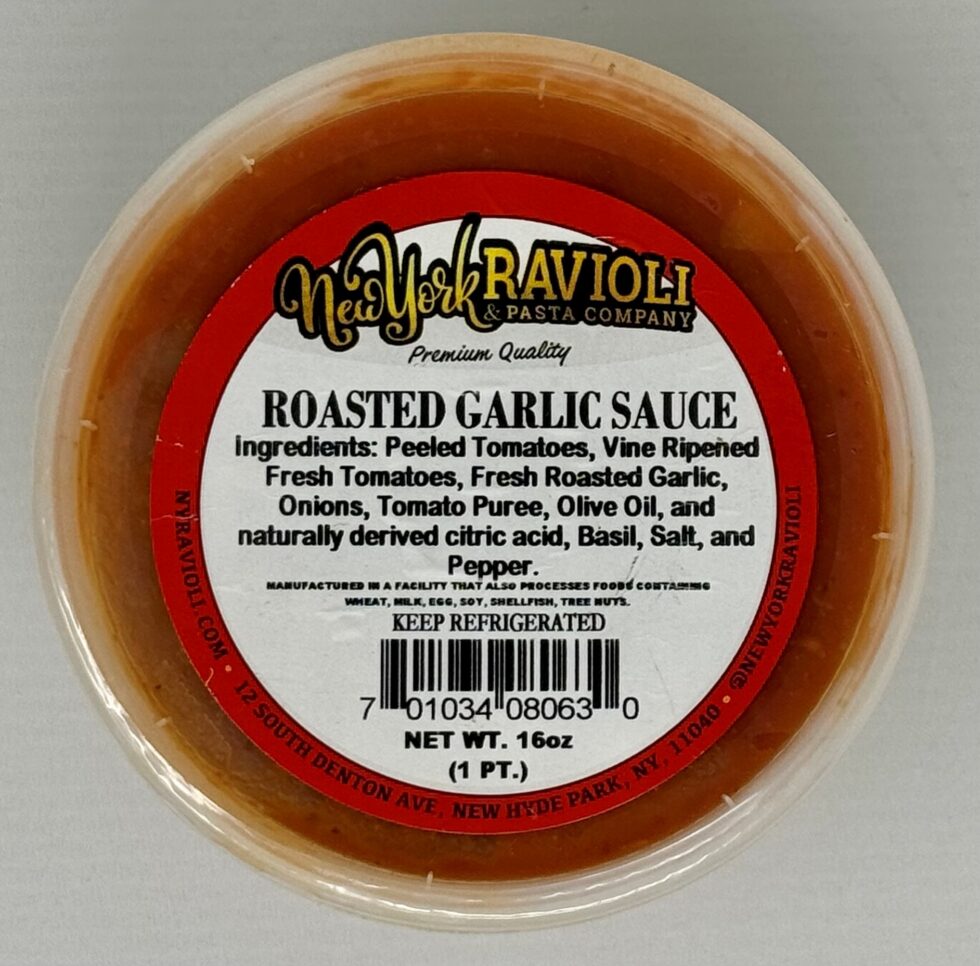 New York RAVIOLI
& PASTA COMPANY
Premium Quality
ROASTED GARLIC SAUCE
Ingredients: Peeled Tomatoes, Vine Ripened
Fresh Tomatoes, Fresh Roasted Garlic,
Onions, Tomato Puree, Olive Oil, and
naturally derived citric acid, Basil, Salt, and
Pepper.
MANUFACTURED IN A FACILITY THAT ALSO PROCESSES FOODS CONTAINING
WHEAT, MILK, EGG, SOY, SHELLFISH, TREE NUTS.
KEEP REFRIGERATED
7 01034 08063 0
NET WT. 16oz
(1 PT.)
NYRAVIOLI.COM • 12 SOUTH DENTON AVE, NEW HYDE PARK, NY, 11040 • @NEWYORKRAVIOLI